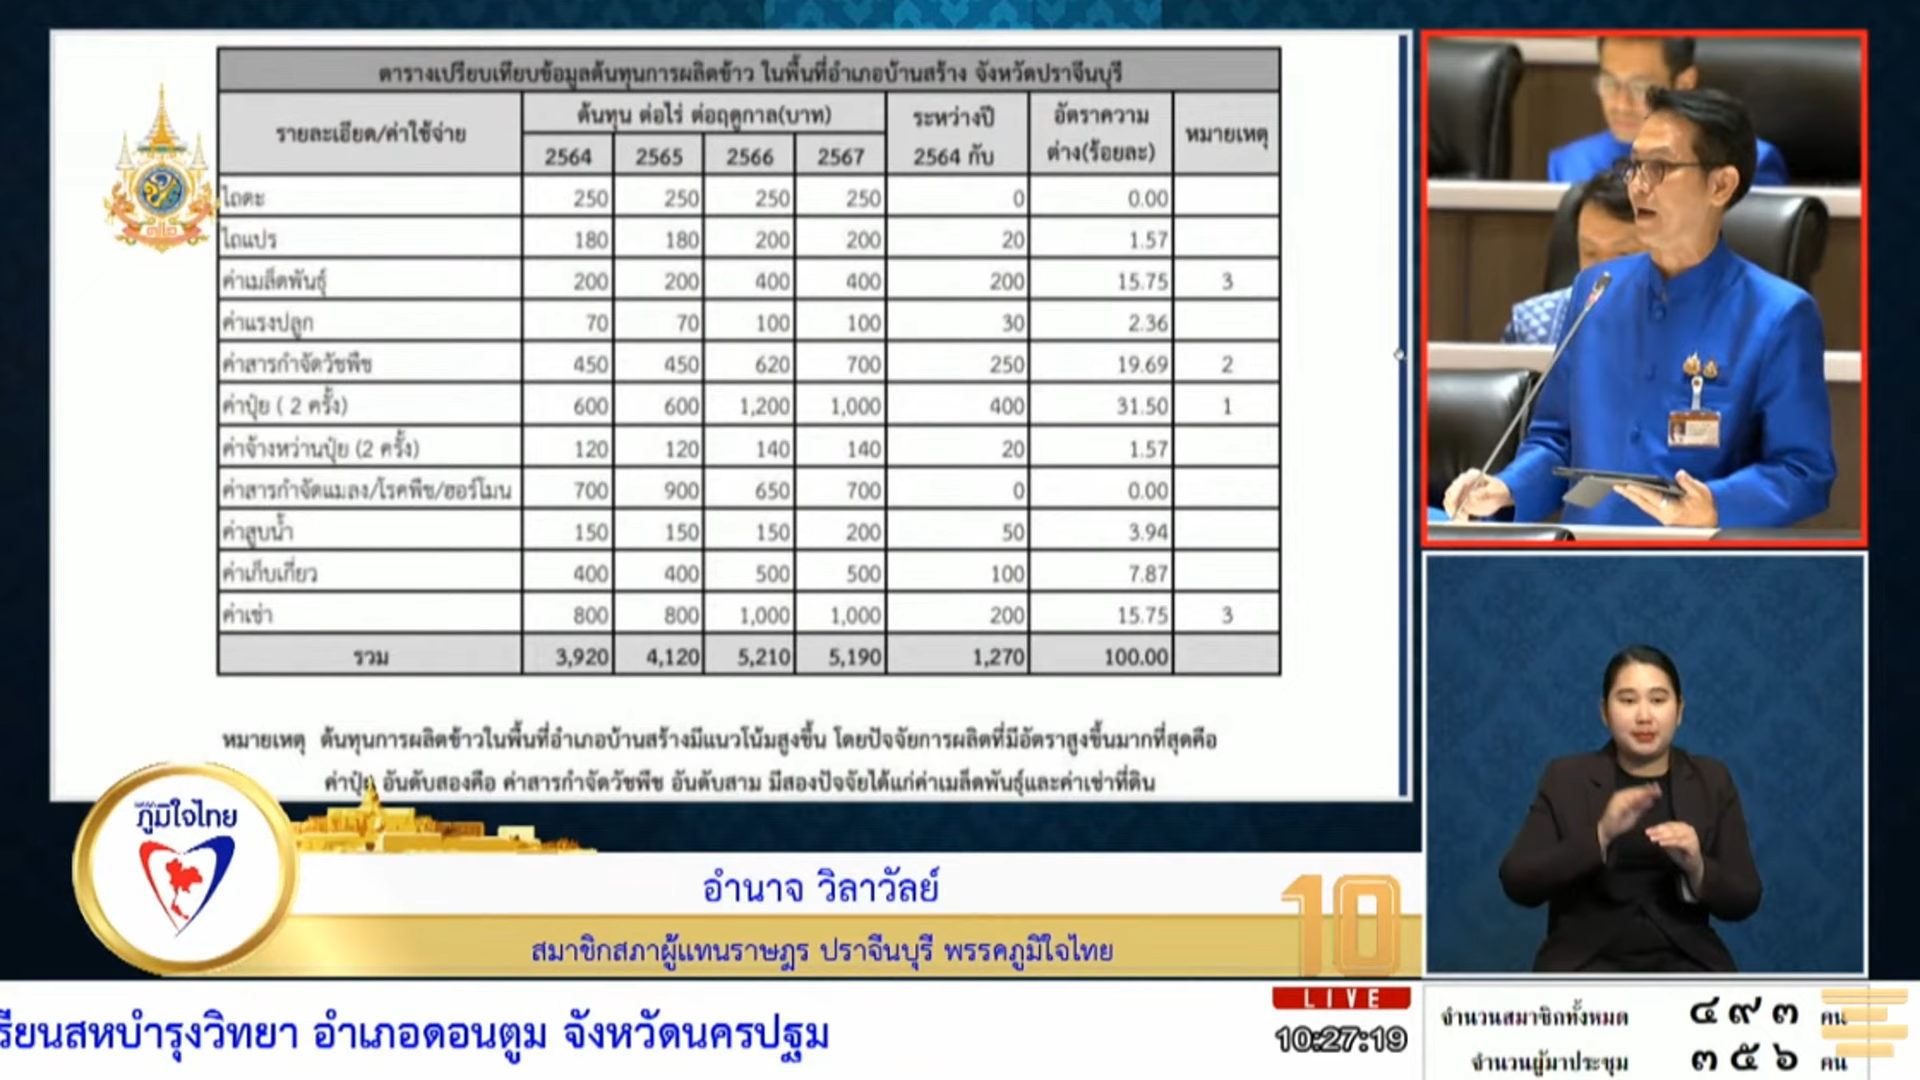 ตารางเปรียบเทียบข้อมูลต้นทุนการผลิตข้าว ในพื้นที่อำเภอบ้านสร้าง จังหวัดปราจีนบุรี
รายละเอียด/ค่าใช้จ่าย ต้นทุน ต่อไร่ ต่อฤดูกาล(บาท) ระหว่างปี 2564 กับ อัตราความต่าง(ร้อยละ) หมายเหตุ
2564 2565 2566 2567
ไถดะ 250 250 250 250 0 0.00
ไถแปร 180 180 200 200 20 1.57
ค่าเมล็ดพันธุ์ 200 200 400 400 200 15.75 3
ค่าแรงปลูก 70 70 100 100 30 2.36
ค่าสารกำจัดวัชพืช 450 450 620 700 250 19.69 2
ค่าปุ๋ย ( 2 ครั้ง) 600 600 1,200 1,000 400 31.50 1
ค่าจ้างหว่านปุ๋ย (2 ครั้ง) 120 120 140 140 20 1.57
ค่าสารกำจัดแมลง/โรคพืช/ฮอร์โมน 700 900 650 700 0 0.00
ค่าสูบน้ำ 150 150 150 200 50 3.94
ค่าเก็บเกี่ยว 400 400 500 500 100 7.87
ค่าเช่า 800 800 1,000 1,000 200 15.75 3
รวม 3,920 4,120 5,210 5,190 1,270 100.00
หมายเหตุ ต้นทุนการผลิตข้าวในพื้นที่อำเภอบ้านสร้างมีแนวโน้มสูงขึ้น โดยปัจจัยการผลิตที่มีอัตราสูงขึ้นมากที่สุดคือ
ค่าปุ๋ย อันดับสองคือ ค่าสารกำจัดวัชพืช อันดับสาม มีสองปัจจัยได้แก่ค่าเมล็ดพันธุ์และค่าเช่าที่ดิน
ภูมิใจไทย
อำนาจ วิลาวัลย์
สมาชิกสภาผู้แทนราษฎร ปราจีนบุรี พรรคภูมิใจไทย
10
LIVE
10:27:19
รียนสหบำรุงวิทยา อำเภอดอนตูม จังหวัดนครปฐม
จำนวนสมาชิกทั้งหมด ๔๙๓ คน
จำนวนผู้มาประชุม ๓๕๖ คน